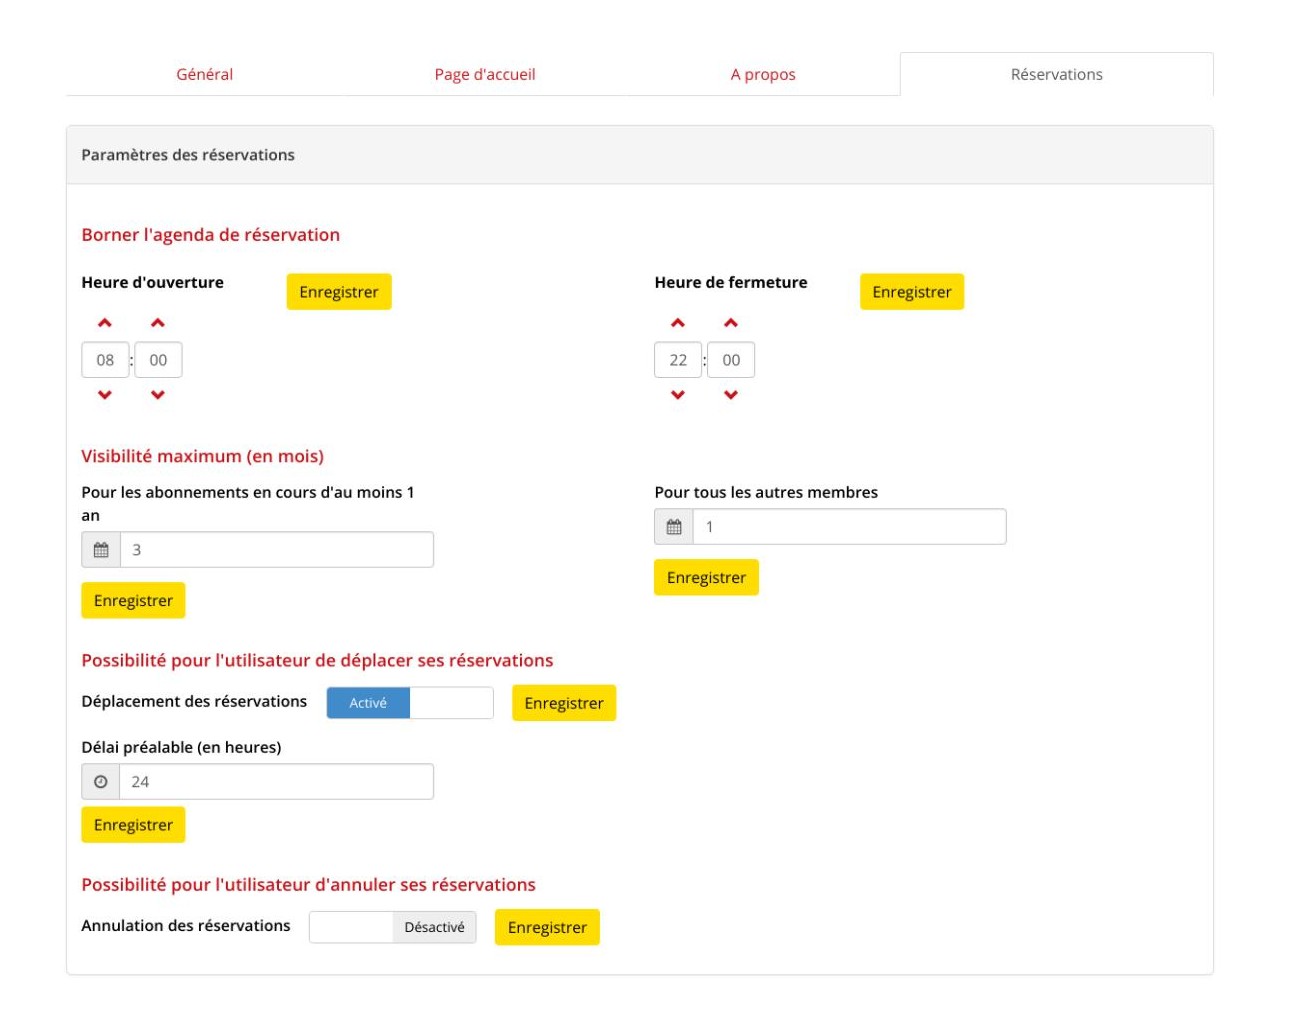 Général
Page d'accueil
A propos
Réservations
Paramètres des réservations
Borner l'agenda de réservation
Heure d'ouverture
Enregistrer
08 : 00
Heure de fermeture
Enregistrer
22 : 00
Visibilité maximum (en mois)
Pour les abonnements en cours d'au moins 1
an
3
Enregistrer
Pour tous les autres membres
1
Enregistrer
Possibilité pour l'utilisateur de déplacer ses réservations
Déplacement des réservations
Activé
Enregistrer
Délai préalable (en heures)
24
Enregistrer
Possibilité pour l'utilisateur d'annuler ses réservations
Annulation des réservations
Désactivé
Enregistrer